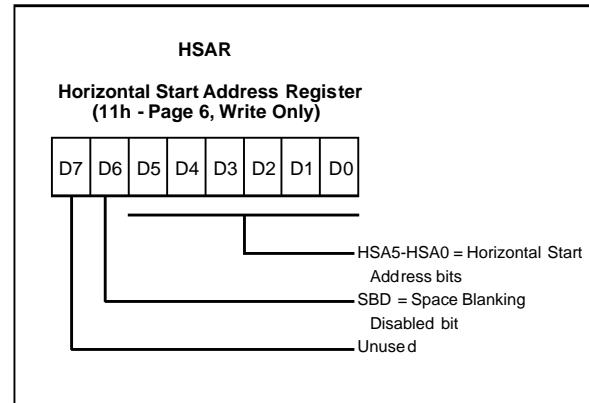 HSAR
Horizontal Start Address Register
(11h - Page 6, Write Only)
D7 D6 D5 D4 D3 D2 D1 D0
HSA5-HSA0 = Horizontal Start
Address bits
SBD = Space Blanking
Disabled bit
Unused